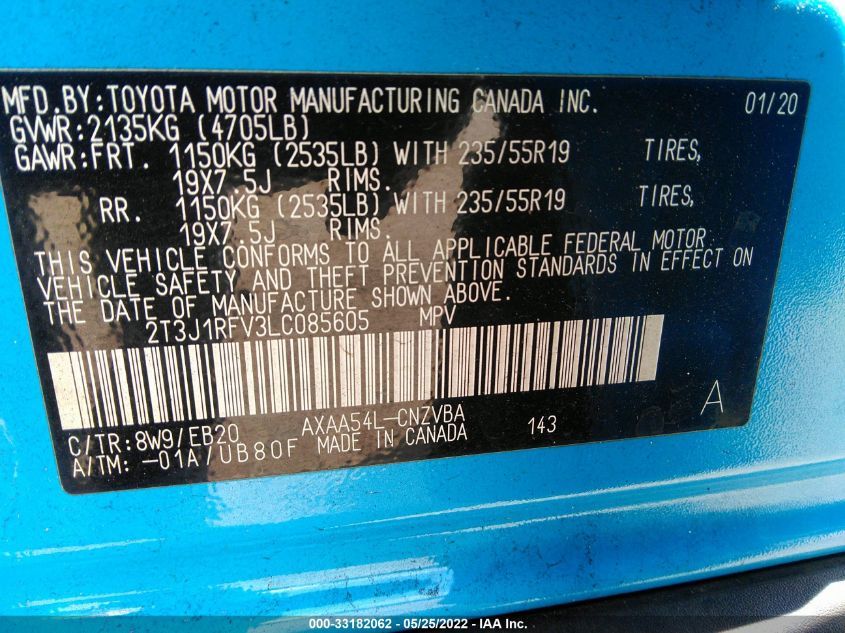 MFD.BY:TOYOTA MOTOR MANUFACTURING CANADA INC. 01/20
GVWR:2135KG (4705LB)
GAWR:FRT. 1150KG (2535LB) WITH 235/55R19 TIRES,
19X7.5J RIMS.
RR. 1150KG (2535LB) WITH 235/55R19 TIRES,
19X7.5J RIMS.
THIS VEHICLE CONFORMS TO ALL APPLICABLE FEDERAL MOTOR
VEHICLE SAFETY AND THEFT PREVENTION STANDARDS IN EFFECT ON
THE DATE OF MANUFACTURE SHOWN ABOVE.
2T3J1RFV3LC085605 MPV
A
C/TR:8W9/EB20 AXAA54L-CNZVBA
A/TM: -01A/UB80F MADE IN CANADA 143
000-33182062 - 05/25/2022 - IAA Inc.